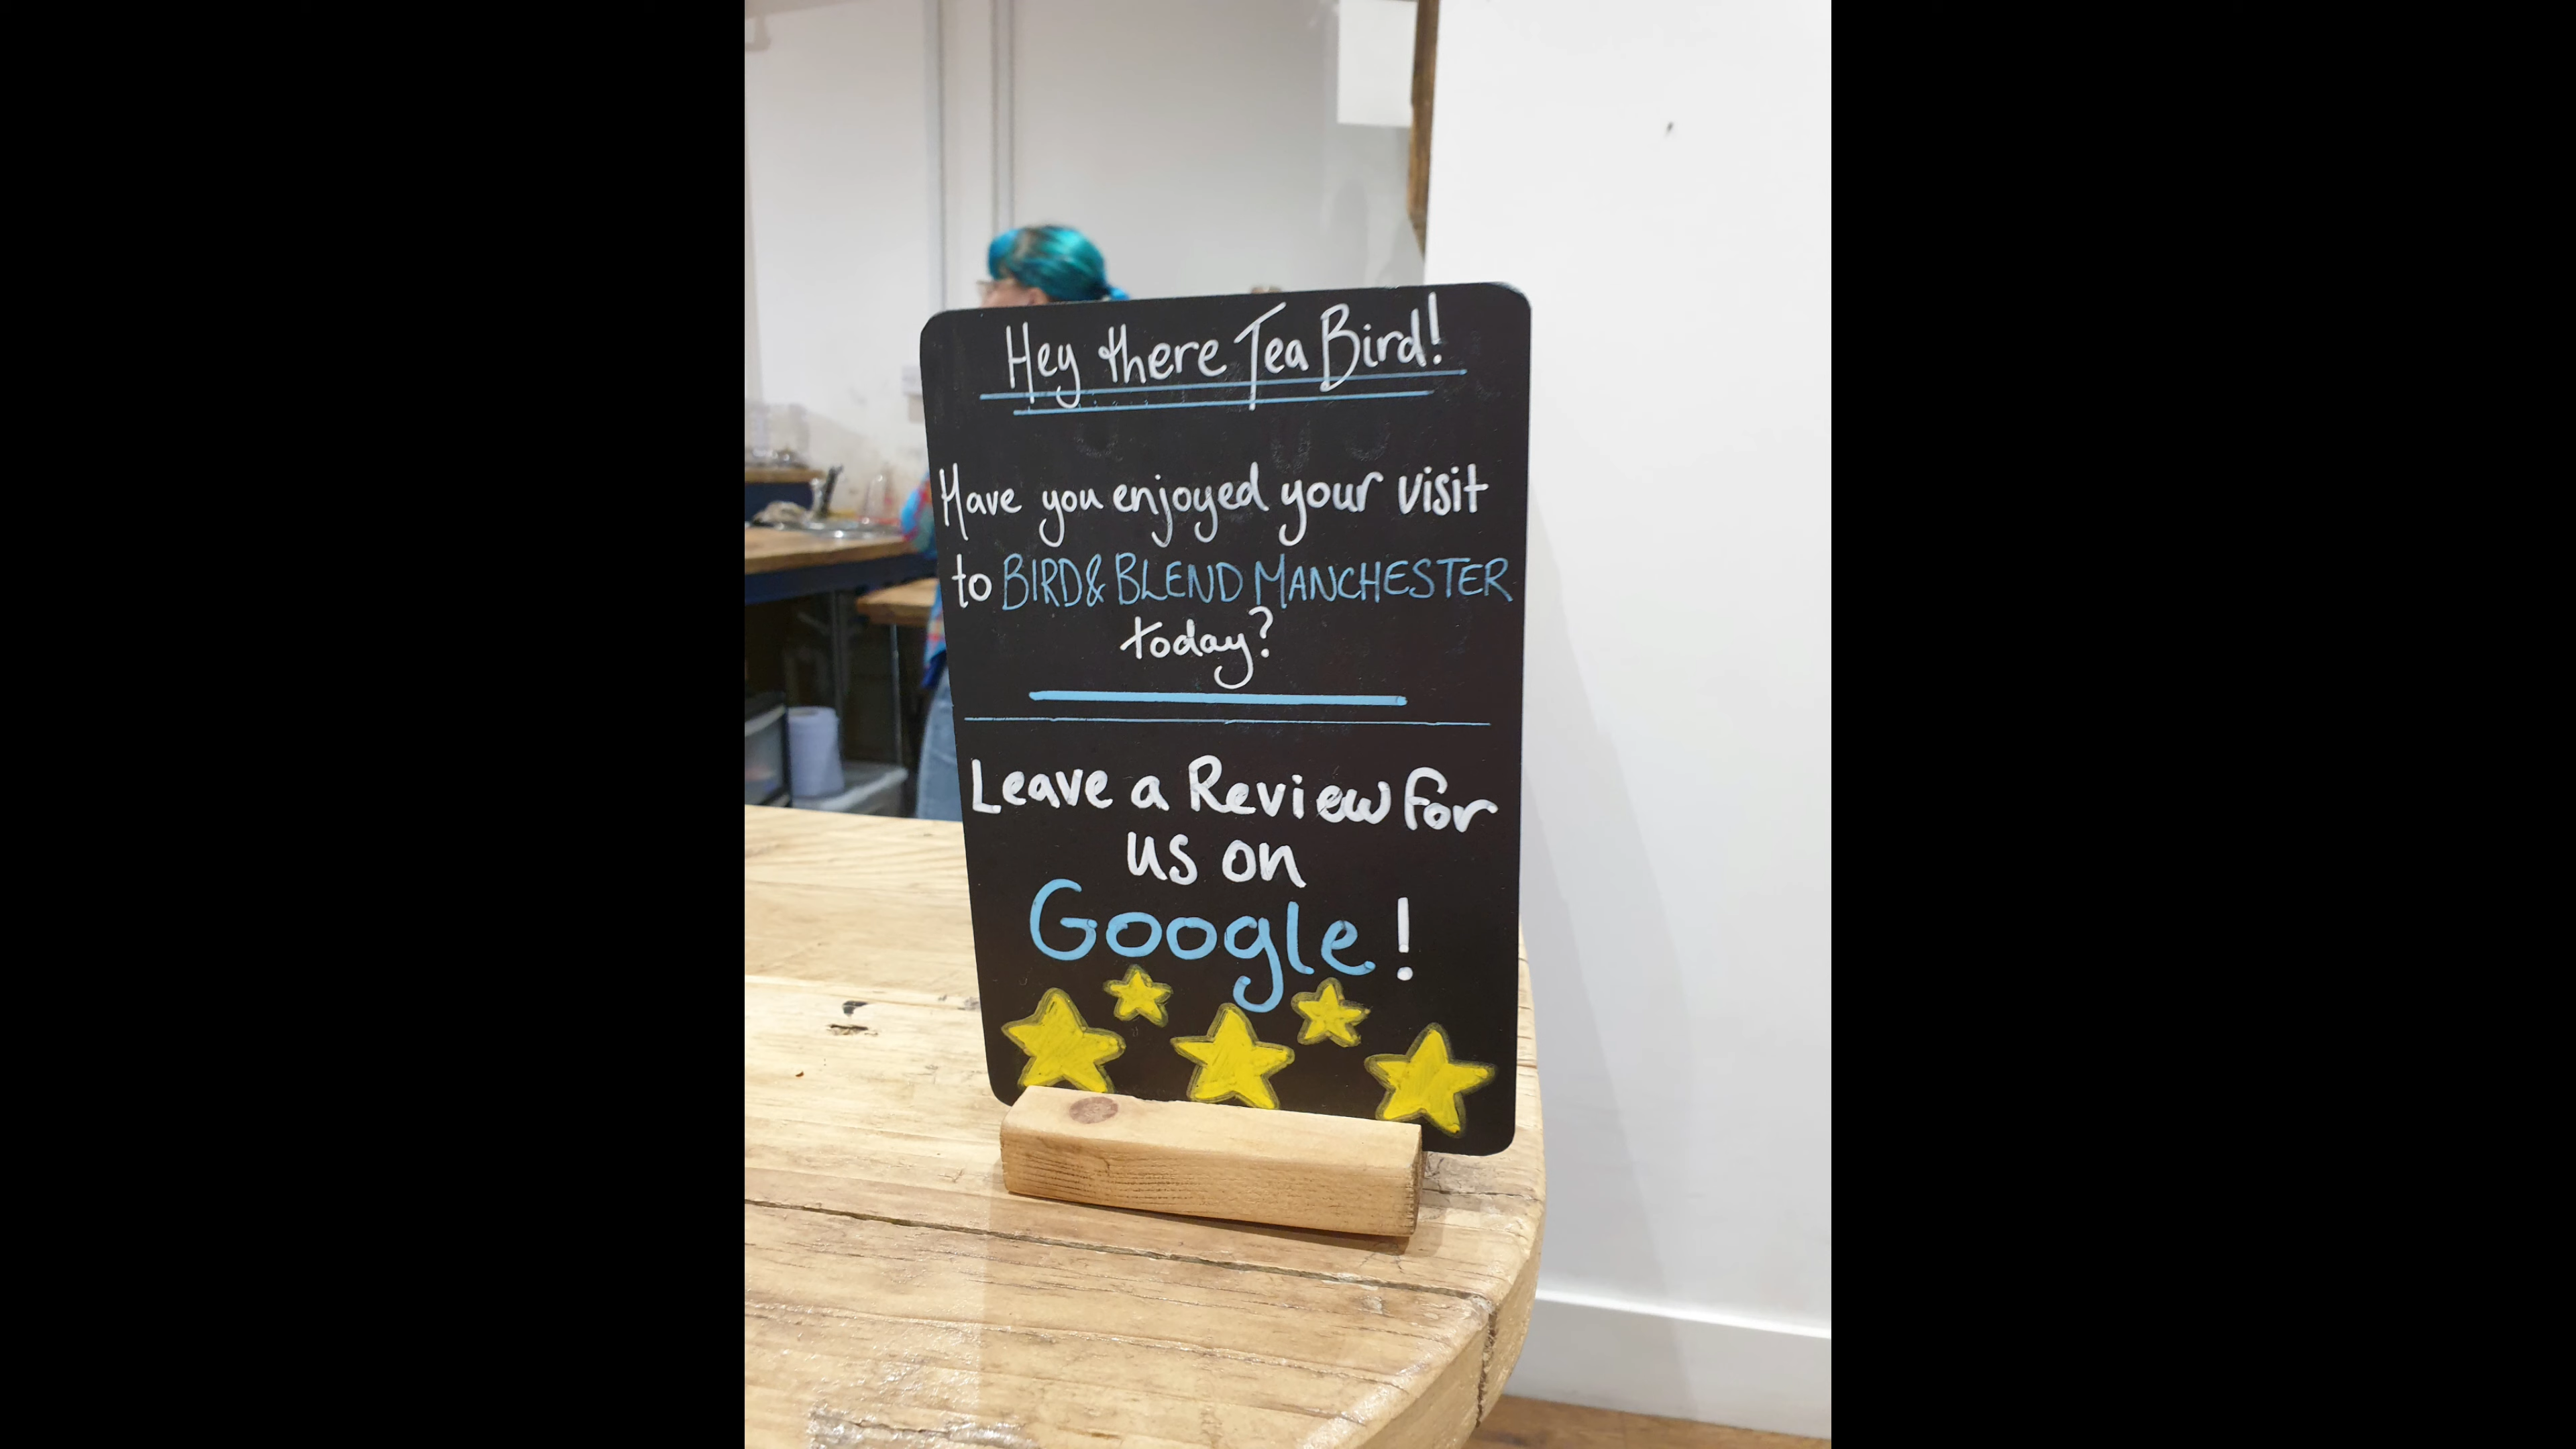 Hey there Tea Bird!
Have you enjoyed your visit
to BIRD & BLEND MANCHESTER
today?
Leave a Review for
us on
Google!